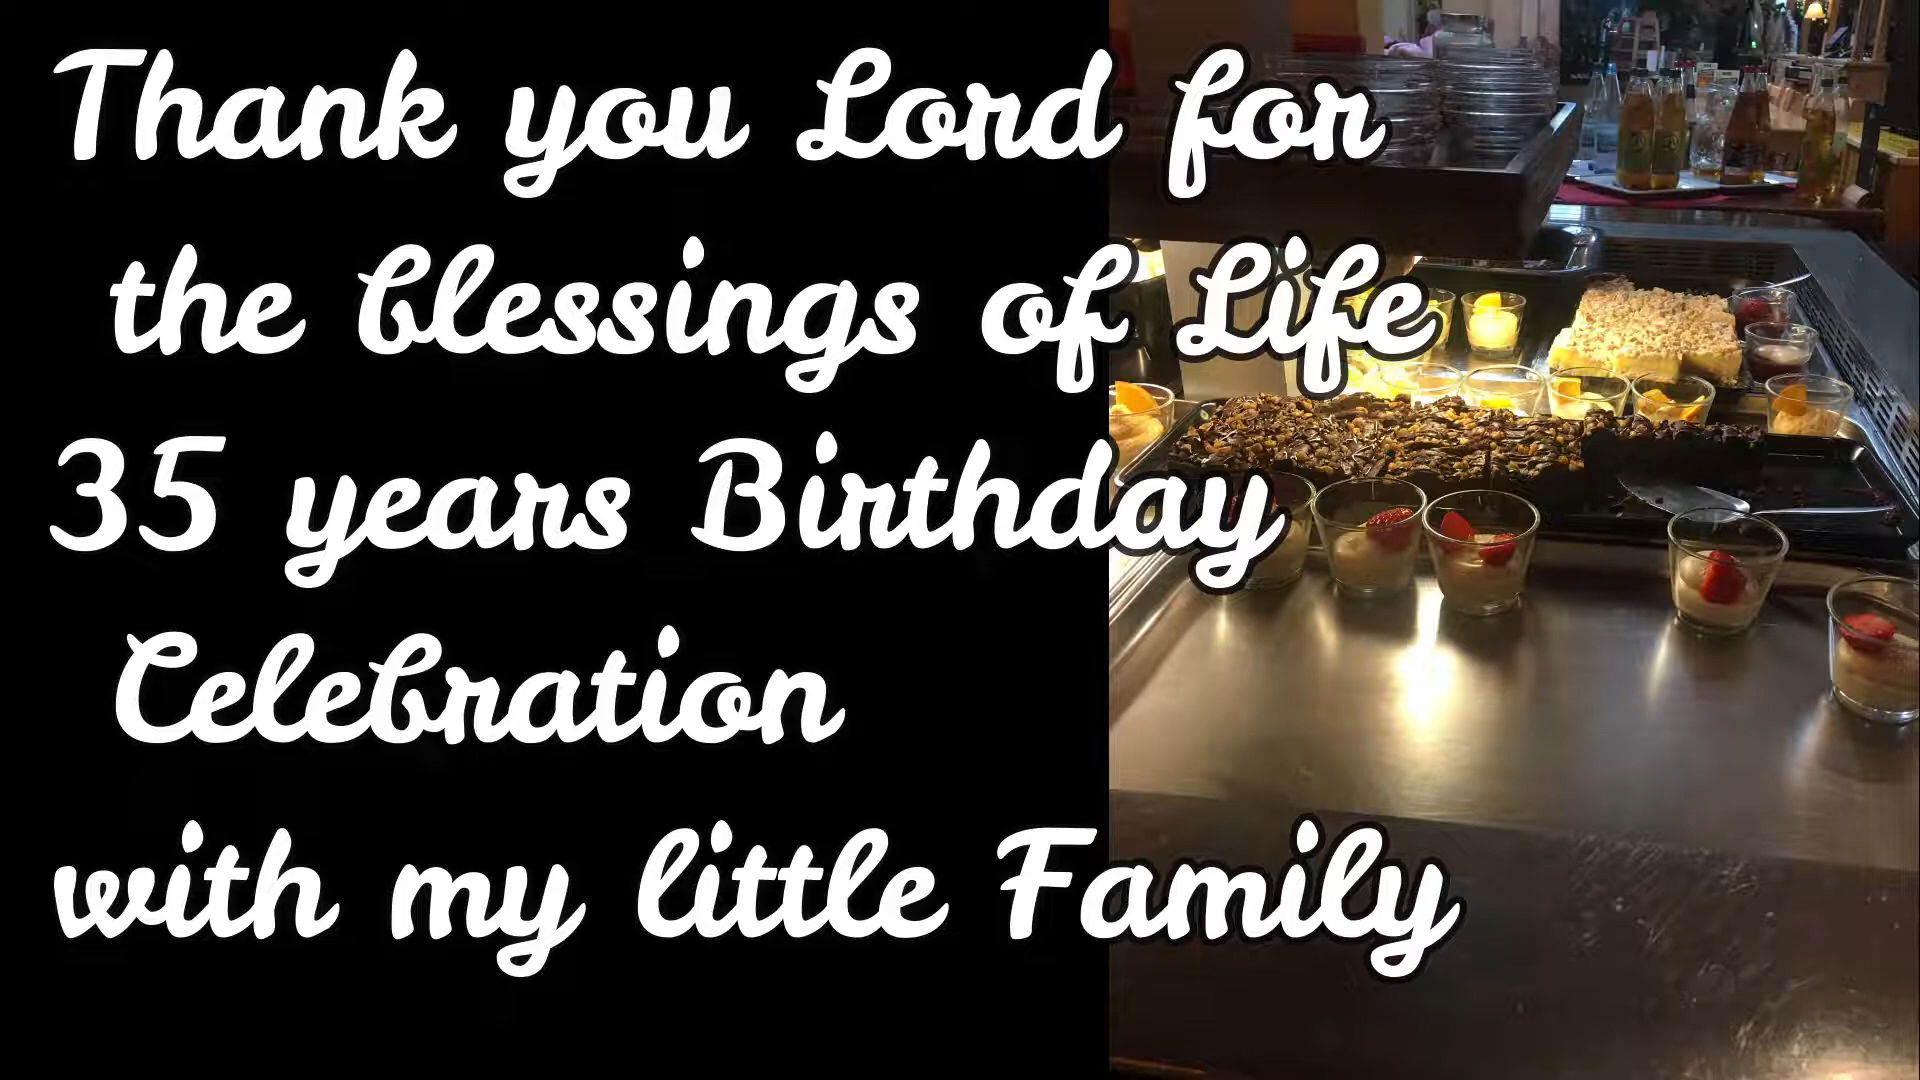 Thank you Lord for
the blessings of Life
35 years Birthday
Celebration
with my little Family